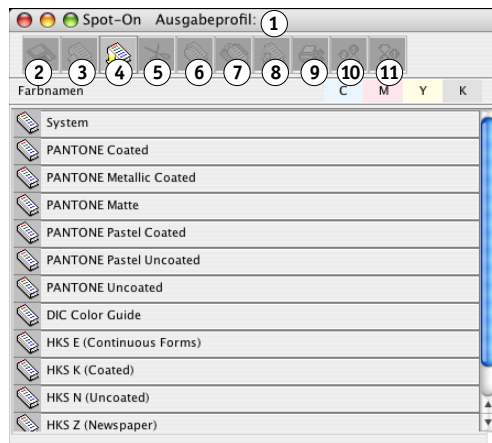 Spot-On Ausgabeprofil: 1
2 3 4 5 6 7 8 9 10 11
Farbnamen C M Y K
System
PANTONE Coated
PANTONE Metallic Coated
PANTONE Matte
PANTONE Pastel Coated
PANTONE Pastel Uncoated
PANTONE Uncoated
DIC Color Guide
HKS E (Continuous Forms)
HKS K (Coated)
HKS N (Uncoated)
HKS Z (Newspaper)